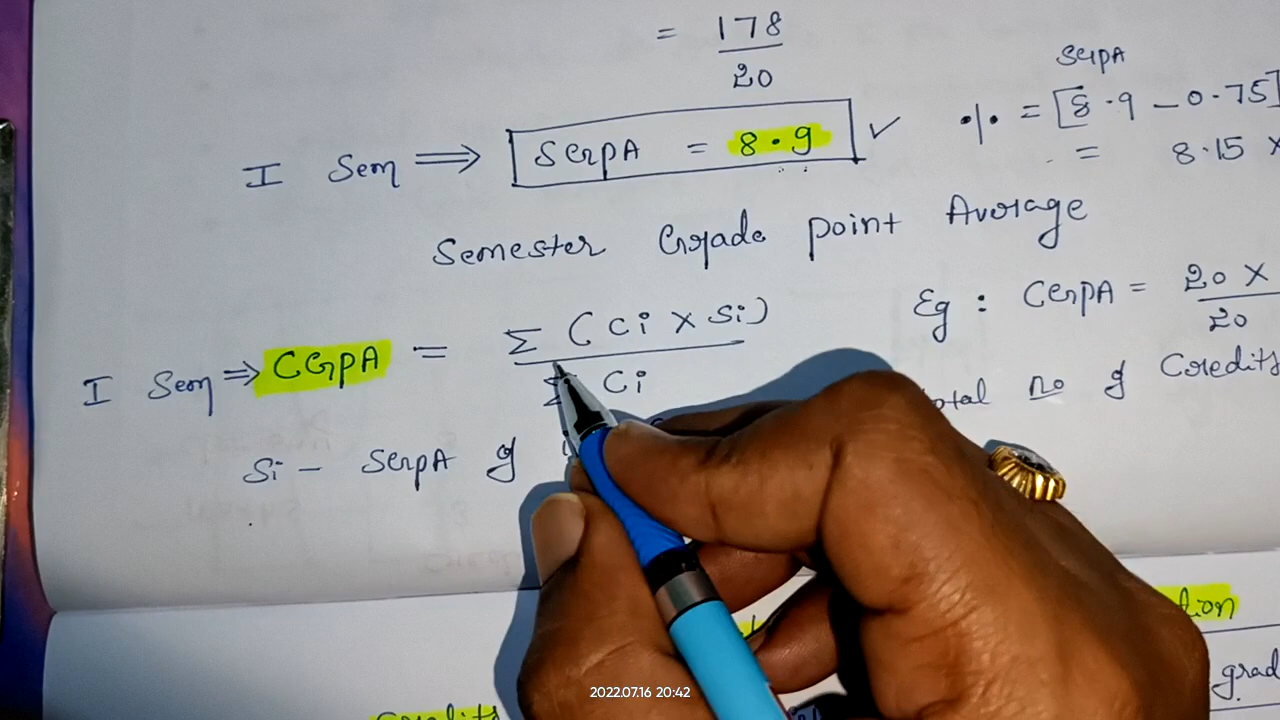 = 178
20
SGPA
I Sem ⇒ SGPA = 8.9 ✓ % = [8.9 - 0.75]
= 8.15 ×
Semester Grade point Average
I Sem ⇒ CGPA = Σ (Ci × Si)
Σ Ci
Eg : CGPA = 20 ×
20
total no of Credits
Si - SGPA of
Credits
grad
2022.07.16 20:42